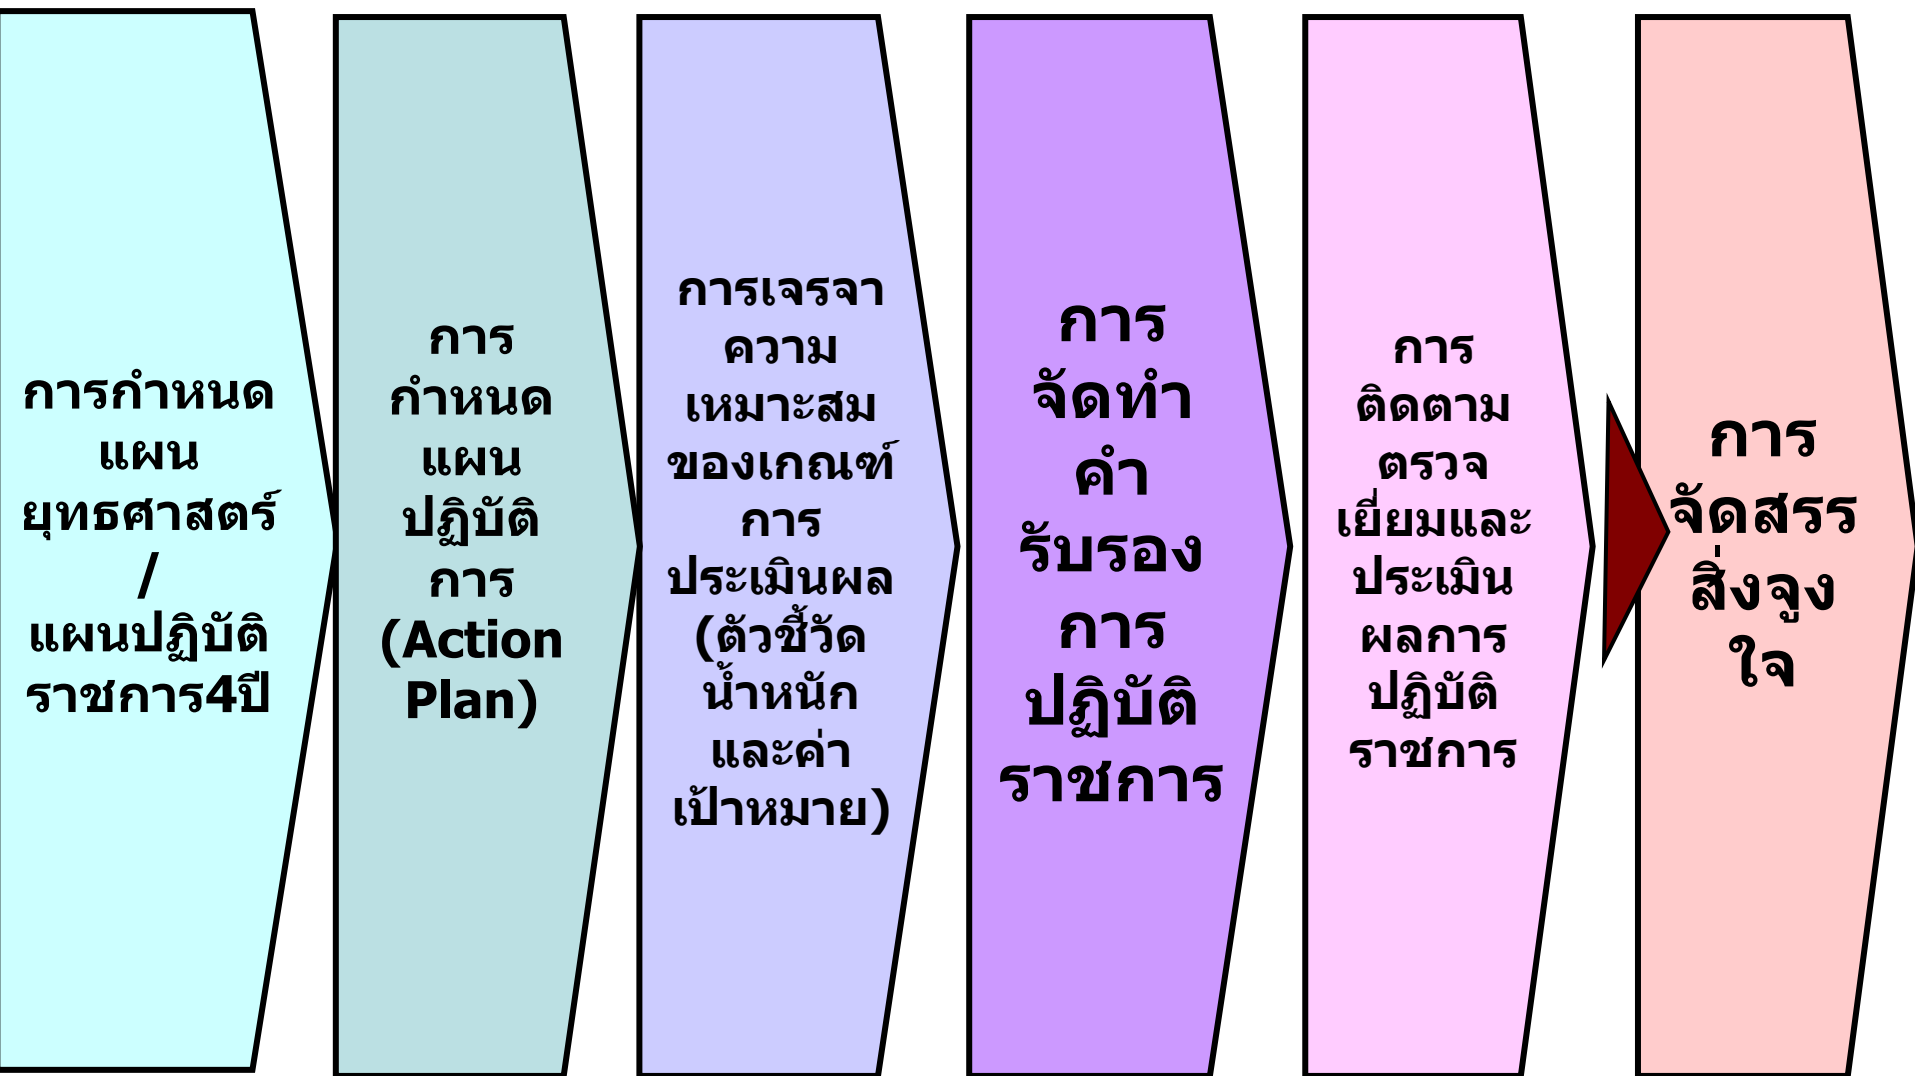 การกำหนด
แผน
ยุทธศาสตร์
/
แผนปฏิบัติ
ราชการ4ปี
การ
กำหนด
แผน
ปฏิบัติ
การ
(Action
Plan)
การเจรจา
ความ
เหมาะสม
ของเกณฑ์
การ
ประเมินผล
(ตัวชี้วัด
น้ำหนัก
และค่า
เป้าหมาย)
การ
จัดทำ
คำ
รับรอง
การ
ปฏิบัติ
ราชการ
การ
ติดตาม
ตรวจ
เยี่ยมและ
ประเมิน
ผลการ
ปฏิบัติ
ราชการ
การ
จัดสรร
สิ่งจูง
ใจ